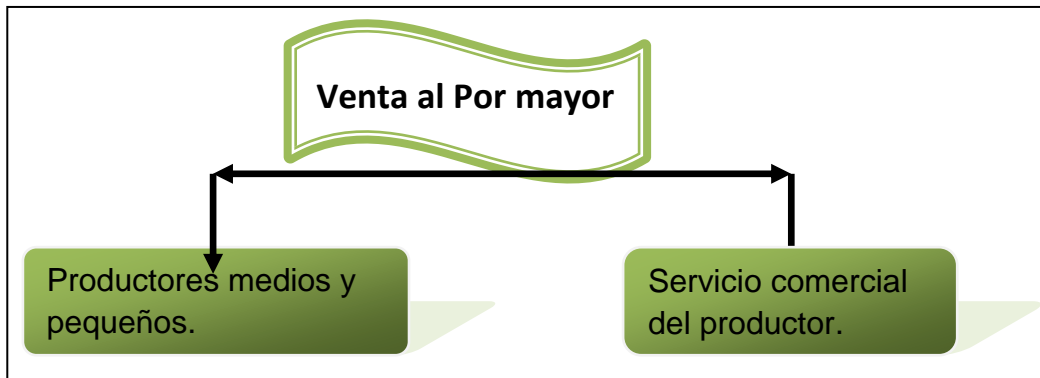 Venta al Por mayor
Productores medios y
pequeños.
Servicio comercial
del productor.